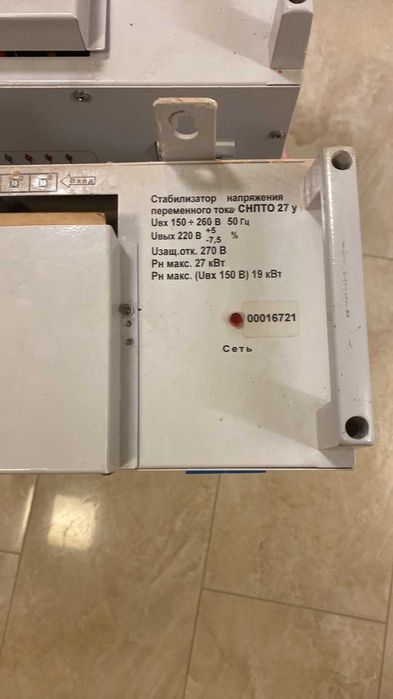 Вход
Стабилизатор напряжения
переменного тока СНПТО 27 у
Uвх 150 ÷ 260 В 50 Гц
Uвых 220 В +5 -7,5 %
Uзащ.отк. 270 В
Рн макс. 27 кВт
Рн макс. (Uвх 150 В) 19 кВт
00016721
Сеть